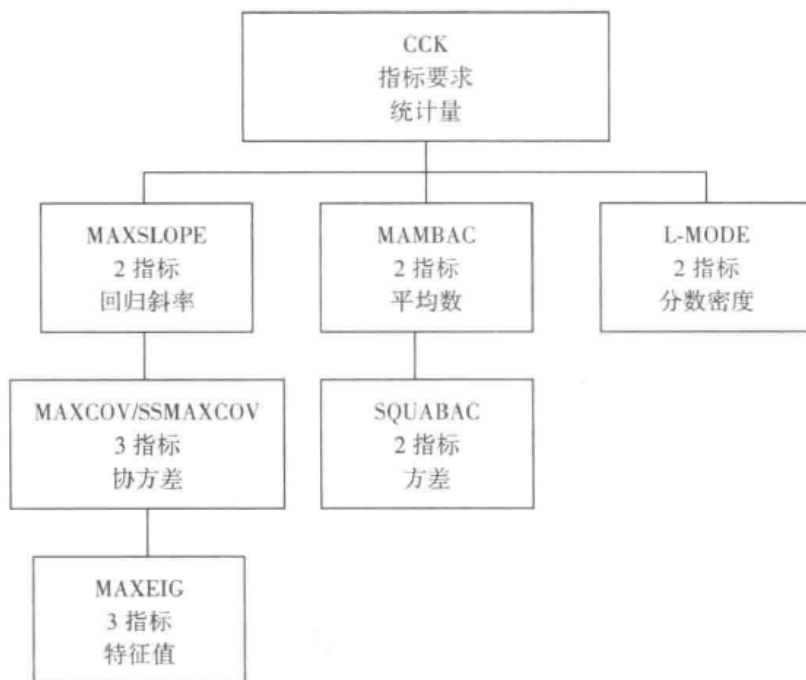 CCK
指标要求
统计量
MAXSLOPE
2 指标
回归斜率
MAMBAC
2 指标
平均数
L-MODE
2 指标
分数密度
MAXCOV/SSMAXCOV
3 指标
协方差
SQUABAC
2 指标
方差
MAXEIG
3 指标
特征值